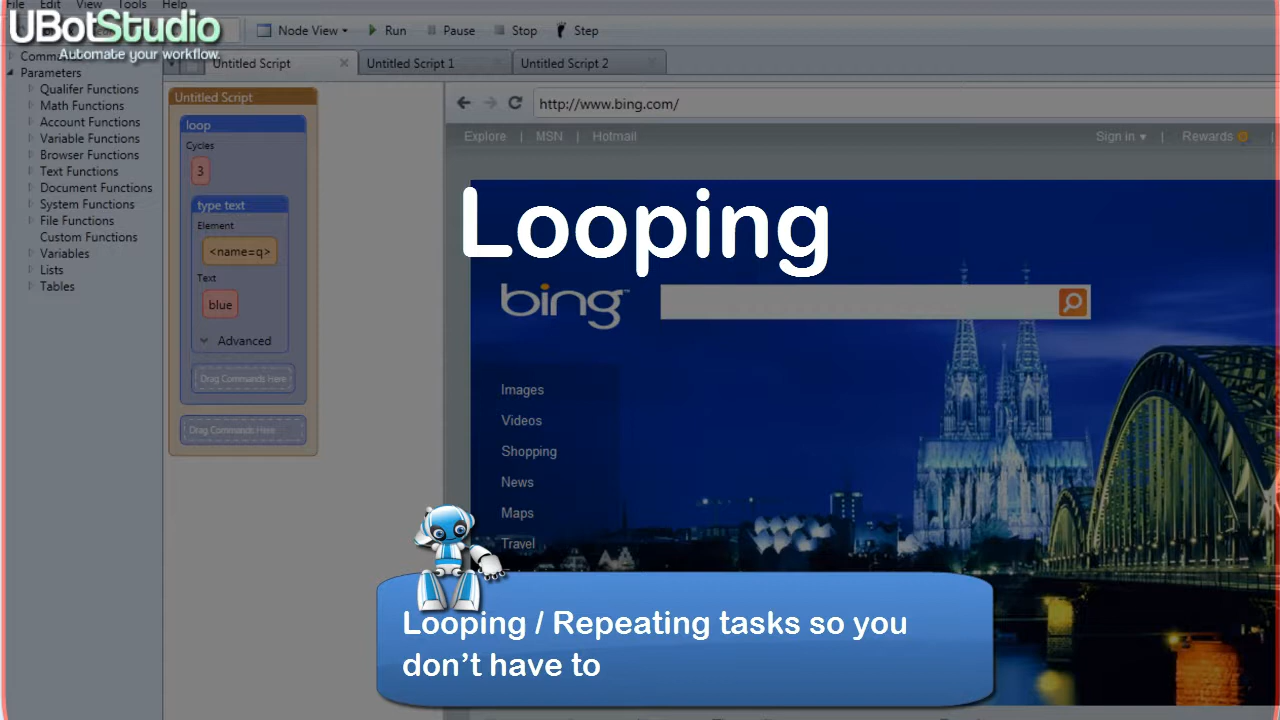 File Edit View Tools Help
UBotStudio
Automate your workflow.
Node View Run Pause Stop Step
Untitled Script Untitled Script 1 Untitled Script 2
Parameters
Qualifer Functions
Math Functions
Account Functions
Variable Functions
Browser Functions
Text Functions
Document Functions
System Functions
File Functions
Custom Functions
Variables
Lists
Tables
Untitled Script
loop
Cycles
3
type text
Element
<name=q>
Text
blue
Advanced
Drag Commands Here
Drag Commands Here
http://www.bing.com/
Explore | MSN | Hotmail
Sign in | Rewards |
Looping
bing
Images
Videos
Shopping
News
Maps
Travel
Looping / Repeating tasks so you
don't have to